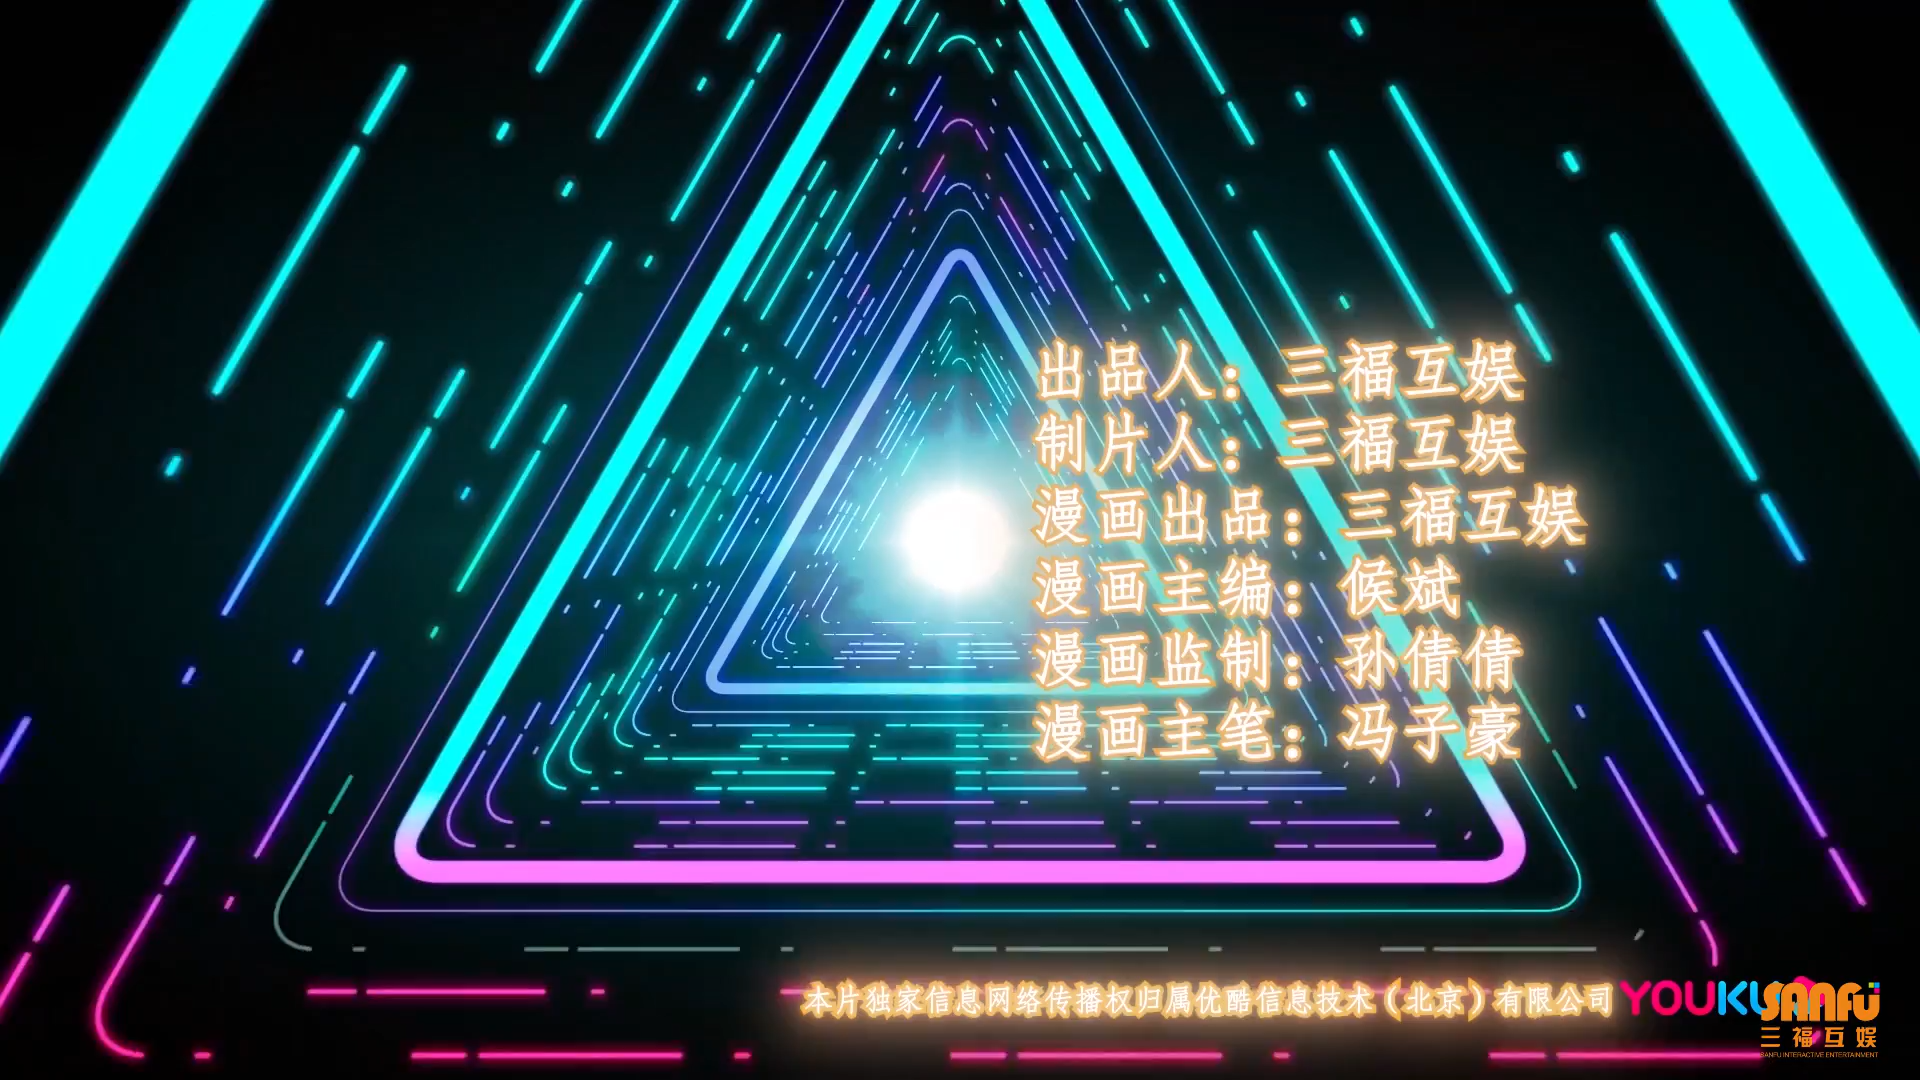 出品人：三福互娱
制片人：三福互娱
漫画出品：三福互娱
漫画主编：候斌
漫画监制：孙倩倩
漫画主笔：冯子豪
本片独家信息网络传播权归属优酷信息技术（北京）有限公司
YOUKU
SANFU
三福互娱
SANFU INTERACTIVE ENTERTAINMENT